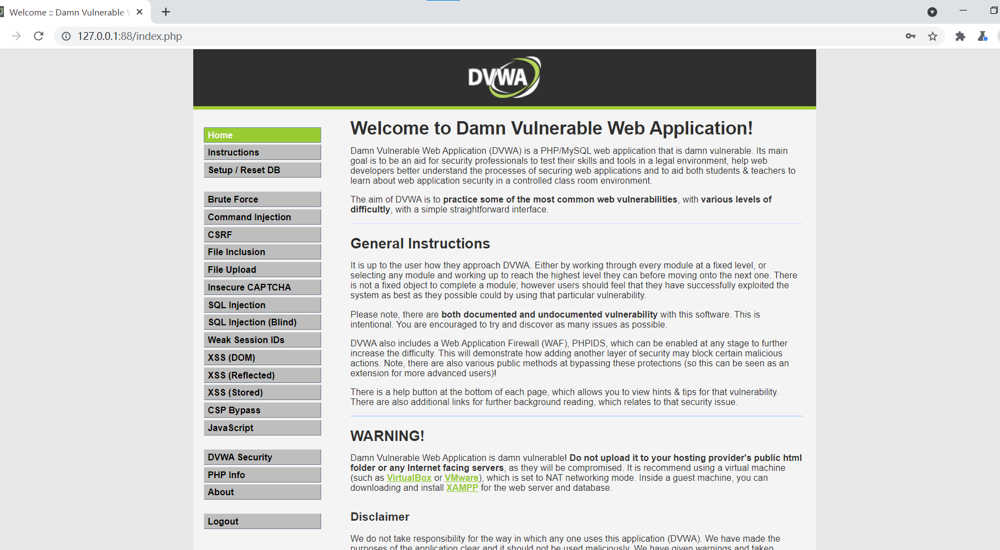 Welcome :: Damn Vulnerable
127.0.0.1:88/index.php
DVWA
Home
Instructions
Setup / Reset DB
Brute Force
Command Injection
CSRF
File Inclusion
File Upload
Insecure CAPTCHA
SQL Injection
SQL Injection (Blind)
Weak Session IDs
XSS (DOM)
XSS (Reflected)
XSS (Stored)
CSP Bypass
JavaScript
DVWA Security
PHP Info
About
Logout
Welcome to Damn Vulnerable Web Application!
Damn Vulnerable Web Application (DVWA) is a PHP/MySQL web application that is damn vulnerable. Its main
goal is to be an aid for security professionals to test their skills and tools in a legal environment, help web
developers better understand the processes of securing web applications and to aid both students & teachers to
learn about web application security in a controlled class room environment.
The aim of DVWA is to practice some of the most common web vulnerabilities, with various levels of
difficultly, with a simple straightforward interface.
General Instructions
It is up to the user how they approach DVWA. Either by working through every module at a fixed level, or
selecting any module and working up to reach the highest level they can before moving onto the next one. There
is not a fixed object to complete a module; however users should feel that they have successfully exploited the
system as best as they possible could by using that particular vulnerability.
Please note, there are both documented and undocumented vulnerability with this software. This is
intentional. You are encouraged to try and discover as many issues as possible.
DVWA also includes a Web Application Firewall (WAF), PHPIDS, which can be enabled at any stage to further
increase the difficulty. This will demonstrate how adding another layer of security may block certain malicious
actions. Note, there are also various public methods at bypassing these protections (so this can be seen as an
extension for more advanced users)!
There is a help button at the bottom of each page, which allows you to view hints & tips for that vulnerability.
There are also additional links for further background reading, which relates to that security issue.
WARNING!
Damn Vulnerable Web Application is damn vulnerable! Do not upload it to your hosting provider's public html
folder or any Internet facing servers, as they will be compromised. It is recommend using a virtual machine
(such as VirtualBox or VMware), which is set to NAT networking mode. Inside a guest machine, you can
downloading and install XAMPP for the web server and database.
Disclaimer
We do not take responsibility for the way in which any one uses this application (DVWA). We have made the
purposes of the application clear and it should not be used maliciously. We have given warnings and taken